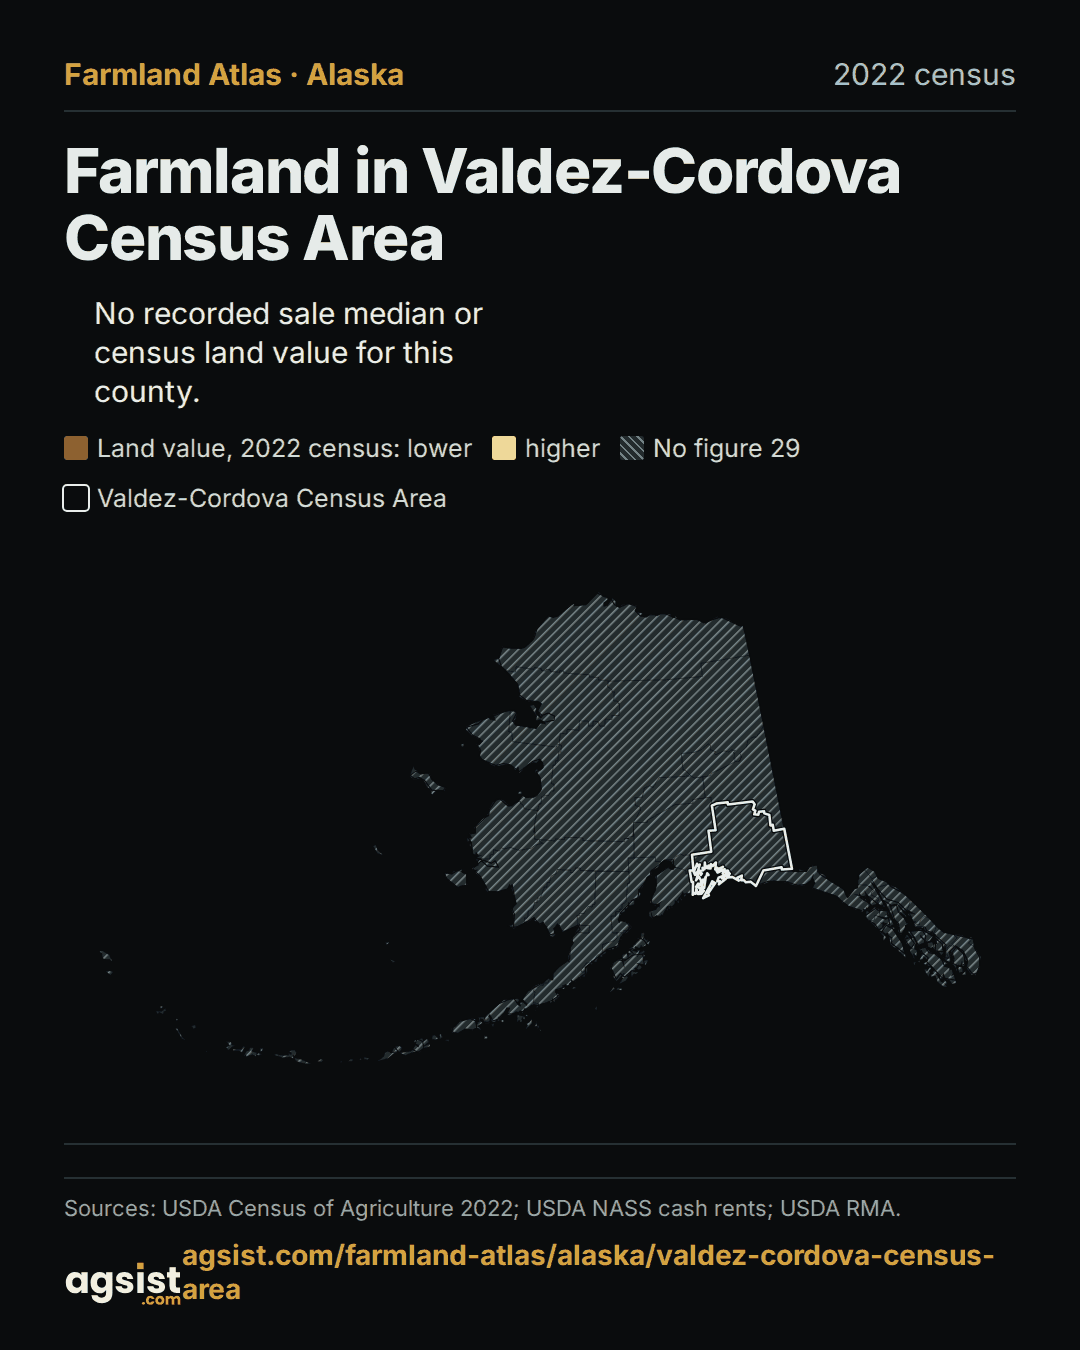 Farmland Atlas · Alaska
2022 census
Farmland in Valdez-Cordova
Census Area
No recorded sale median or
census land value for this
county.
Land value, 2022 census: lower higher No figure 29
Valdez-Cordova Census Area
Sources: USDA Census of Agriculture 2022; USDA NASS cash rents; USDA RMA.
agsist.com
agsist.com/farmland-atlas/alaska/valdez-cordova-census-
area